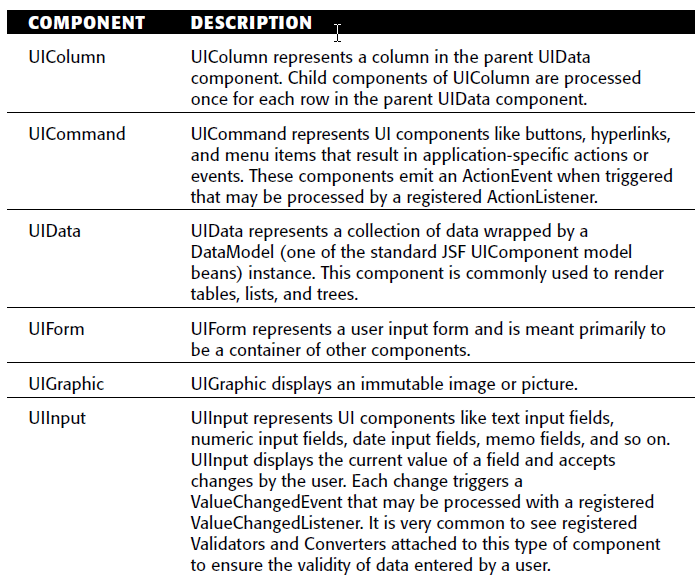 COMPONENT DESCRIPTION
UIColumn UIColumn represents a column in the parent UIData
component. Child components of UIColumn are processed
once for each row in the parent UIData component.
UICommand UICommand represents UI components like buttons, hyperlinks,
and menu items that result in application-specific actions or
events. These components emit an ActionEvent when triggered
that may be processed by a registered ActionListener.
UIData UIData represents a collection of data wrapped by a
DataModel (one of the standard JSF UIComponent model
beans) instance. This component is commonly used to render
tables, lists, and trees.
UIForm UIForm represents a user input form and is meant primarily to
be a container of other components.
UIGraphic UIGraphic displays an immutable image or picture.
UIInput UIInput represents UI components like text input fields,
numeric input fields, date input fields, memo fields, and so on.
UIInput displays the current value of a field and accepts
changes by the user. Each change triggers a
ValueChangedEvent that may be processed with a registered
ValueChangedListener. It is very common to see registered
Validators and Converters attached to this type of component
to ensure the validity of data entered by a user.